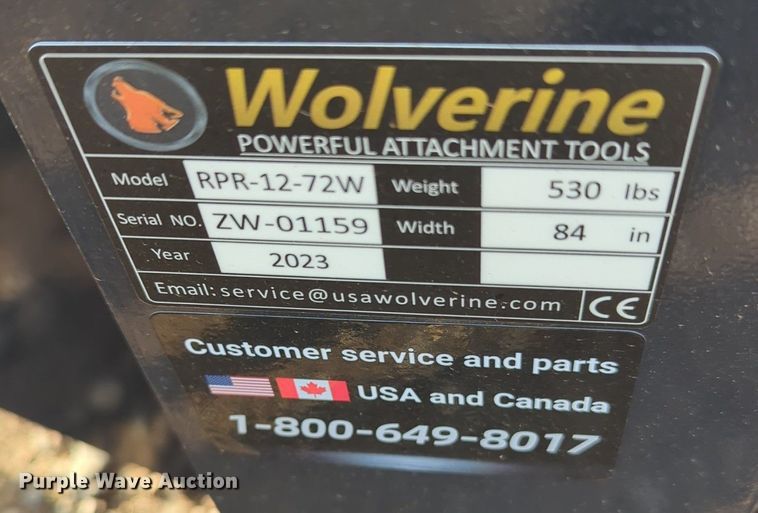 Wolverine
POWERFUL ATTACHMENT TOOLS
Model RPR-12-72W Weight 530 lbs
Serial NO. ZW-01159 Width 84 in
Year 2023
Email: service@usawolverine.com CE
Customer service and parts
USA and Canada
1-800-649-8017
Purple Wave Auction